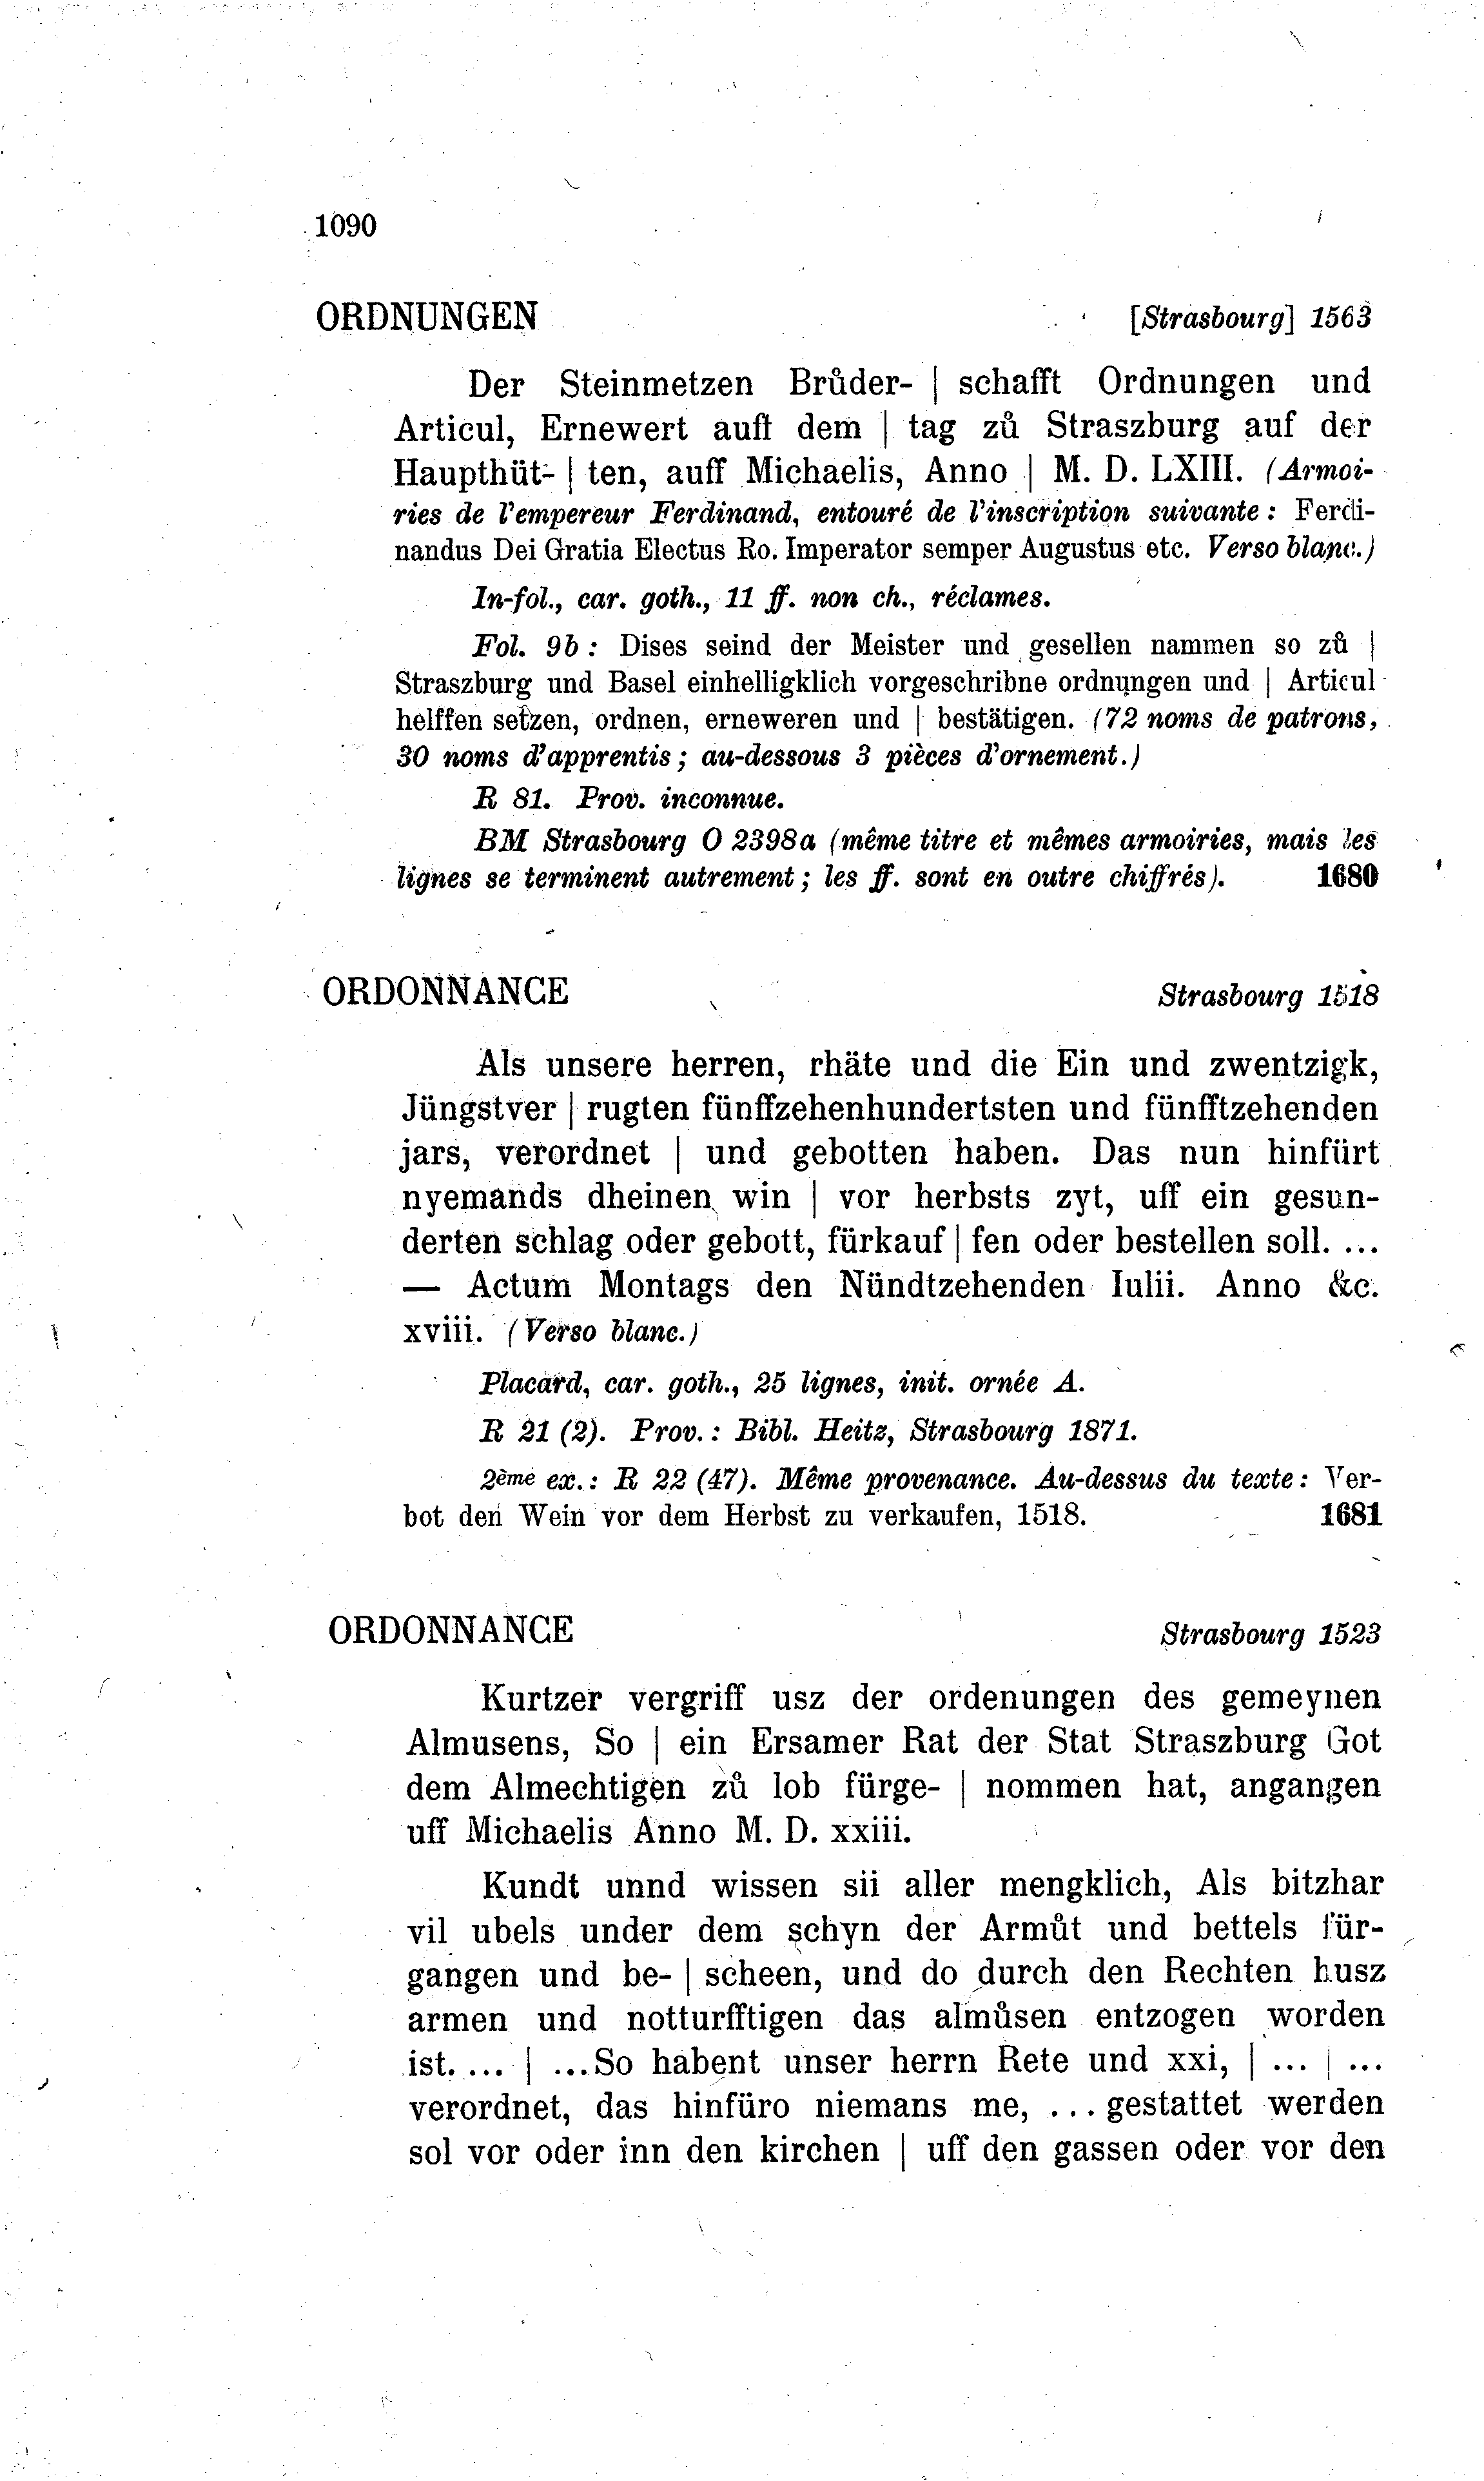 1090
ORDNUNGEN [Strasbourg] 1563
Der Steinmetzen Brůder- | schafft Ordnungen und
Articul, Ernewert auff dem | tag zů Straszburg auf der
Haupthüt- | ten, auff Michaelis, Anno | M. D. LXIII. (Armoi-
ries de l'empereur Ferdinand, entouré de l'inscription suivante : Ferdi-
nandus Dei Gratia Electus Ro. Imperator semper Augustus etc. Verso blanc.)
In-fol., car. goth., 11 ff. non ch., réclames.
Fol. 9b : Dises seind der Meister und gesellen nammen so zů |
Straszburg und Basel einhelligklich vorgeschribne ordnungen und | Articul
helffen setzen, ordnen, erneweren und | bestätigen. (72 noms de patrons,
30 noms d'apprentis ; au-dessous 3 pièces d'ornement.)
R 81. Prov. inconnue.
BM Strasbourg O 2398a (même titre et mêmes armoiries, mais les
lignes se terminent autrement ; les ff. sont en outre chiffrés). 1680
ORDONNANCE Strasbourg 1518
Als unsere herren, rhäte und die Ein und zwentzigk,
Jüngstver | rugten fünffzehenhundertsten und fünfftzehenden
jars, verordnet | und gebotten haben. Das nun hinfürt
nyemands dheinen win | vor herbsts zyt, uff ein gesun-
derten schlag oder gebott, fürkauf | fen oder bestellen soll. ...
— Actum Montags den Nündtzehenden Iulii. Anno &c.
xviii. (Verso blanc.)
Placard, car. goth., 25 lignes, init. ornée A.
R 21 (2). Prov. : Bibl. Heitz, Strasbourg 1871.
2ème ex. : R 22 (47). Même provenance. Au-dessus du texte : Ver-
bot den Wein vor dem Herbst zu verkaufen, 1518. 1681
ORDONNANCE Strasbourg 1523
Kurtzer vergriff usz der ordenungen des gemeynen
Almusens, So | ein Ersamer Rat der Stat Straszburg Got
dem Almechtigen zů lob fürge- | nommen hat, angangen
uff Michaelis Anno M. D. xxiii.
Kundt unnd wissen sii aller mengklich, Als bitzhar
vil ubels under dem schyn der Armůt und bettels für-
gangen und be- | scheen, und do durch den Rechten husz
armen und notturfftigen das almůsen entzogen worden
ist. ... | ...So habent unser herrn Rete und xxi, | ... | ...
verordnet, das hinfüro niemans me, ... gestattet werden
sol vor oder inn den kirchen | uff den gassen oder vor den